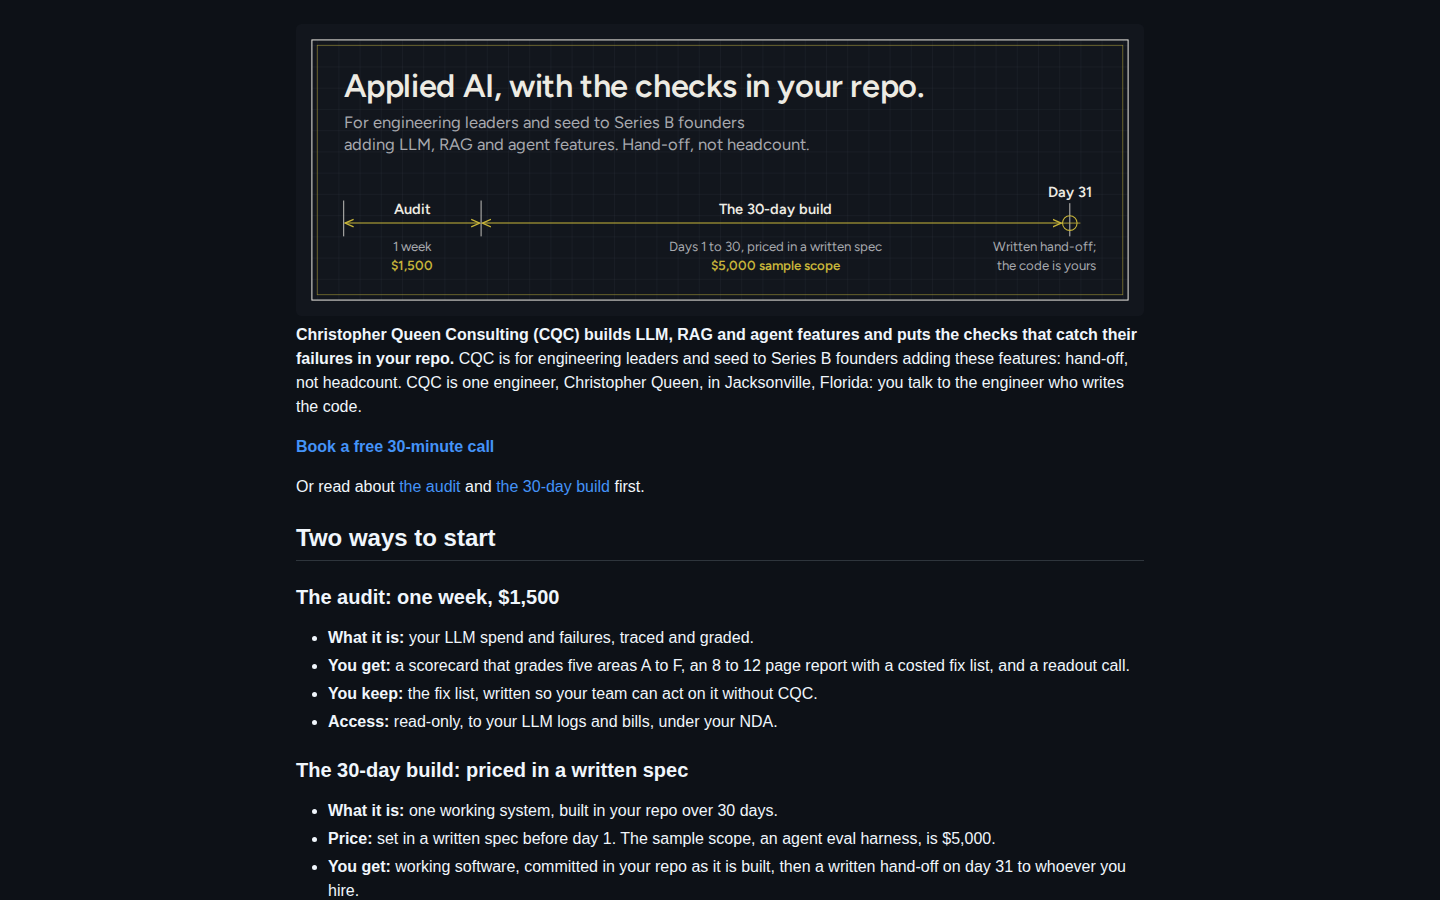 Applied AI, with the checks in your repo.
For engineering leaders and seed to Series B founders
adding LLM, RAG and agent features. Hand-off, not headcount.
Day 31
Audit
The 30-day build
1 week
Days 1 to 30, priced in a written spec
Written hand-off;
$1,500
$5,000 sample scope
the code is yours
Christopher Queen Consulting (CQC) builds LLM, RAG and agent features and puts the checks that catch their
failures in your repo. CQC is for engineering leaders and seed to Series B founders adding these features: hand-off,
not headcount. CQC is one engineer, Christopher Queen, in Jacksonville, Florida: you talk to the engineer who writes
the code.
Book a free 30-minute call
Or read about the audit and the 30-day build first.
Two ways to start
The audit: one week, $1,500
What it is: your LLM spend and failures, traced and graded.
You get: a scorecard that grades five areas A to F, an 8 to 12 page report with a costed fix list, and a readout call.
You keep: the fix list, written so your team can act on it without CQC.
Access: read-only, to your LLM logs and bills, under your NDA.
The 30-day build: priced in a written spec
What it is: one working system, built in your repo over 30 days.
Price: set in a written spec before day 1. The sample scope, an agent eval harness, is $5,000.
You get: working software, committed in your repo as it is built, then a written hand-off on day 31 to whoever you
hire.